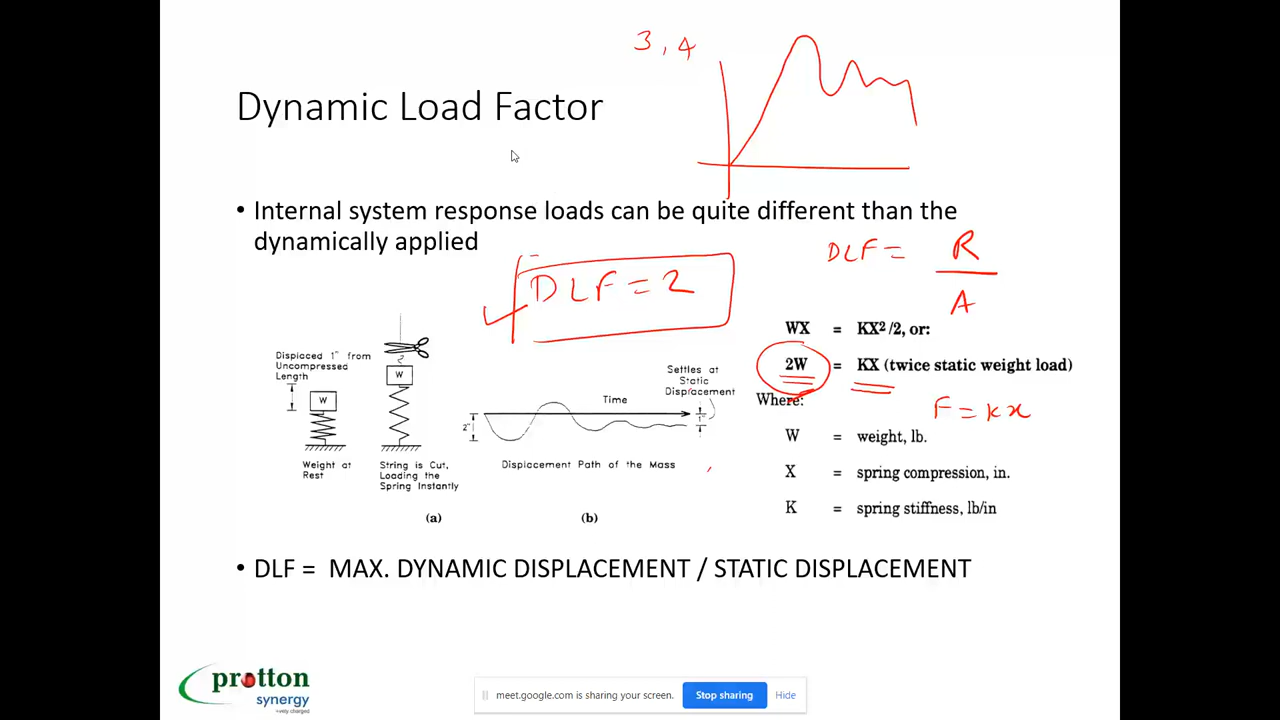 3, 4
Dynamic Load Factor
• Internal system response loads can be quite different than the
dynamically applied
DLF = R
A
DLF = 2
WX = KX²/2, or:
2W = KX (twice static weight load)
Where:
F = Kx
W = weight, lb.
X = spring compression, in.
K = spring stiffness, lb/in
Displaced 1" from
Uncompressed
Length
W
W
Weight at
Rest
String is Cut,
Loading the
Spring Instantly
(a)
Settles at
Static
Displacement
Time
2"
1"
Displacement Path of the Mass
(b)
• DLF = MAX. DYNAMIC DISPLACEMENT / STATIC DISPLACEMENT
protton
synergy
meet.google.com is sharing your screen.
Stop sharing
Hide